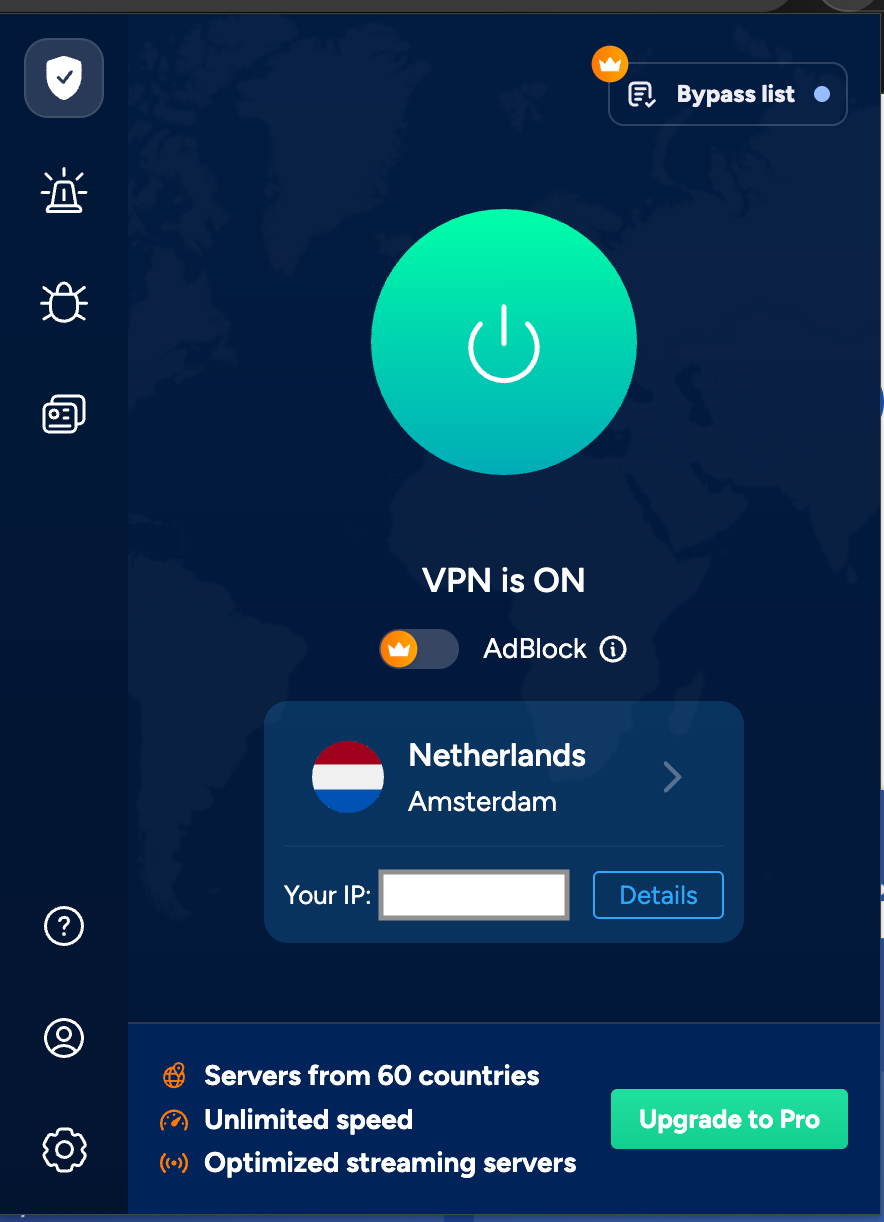 Bypass list
VPN is ON
AdBlock
Netherlands
Amsterdam
Your IP:
Details
Servers from 60 countries
Unlimited speed
Optimized streaming servers
Upgrade to Pro